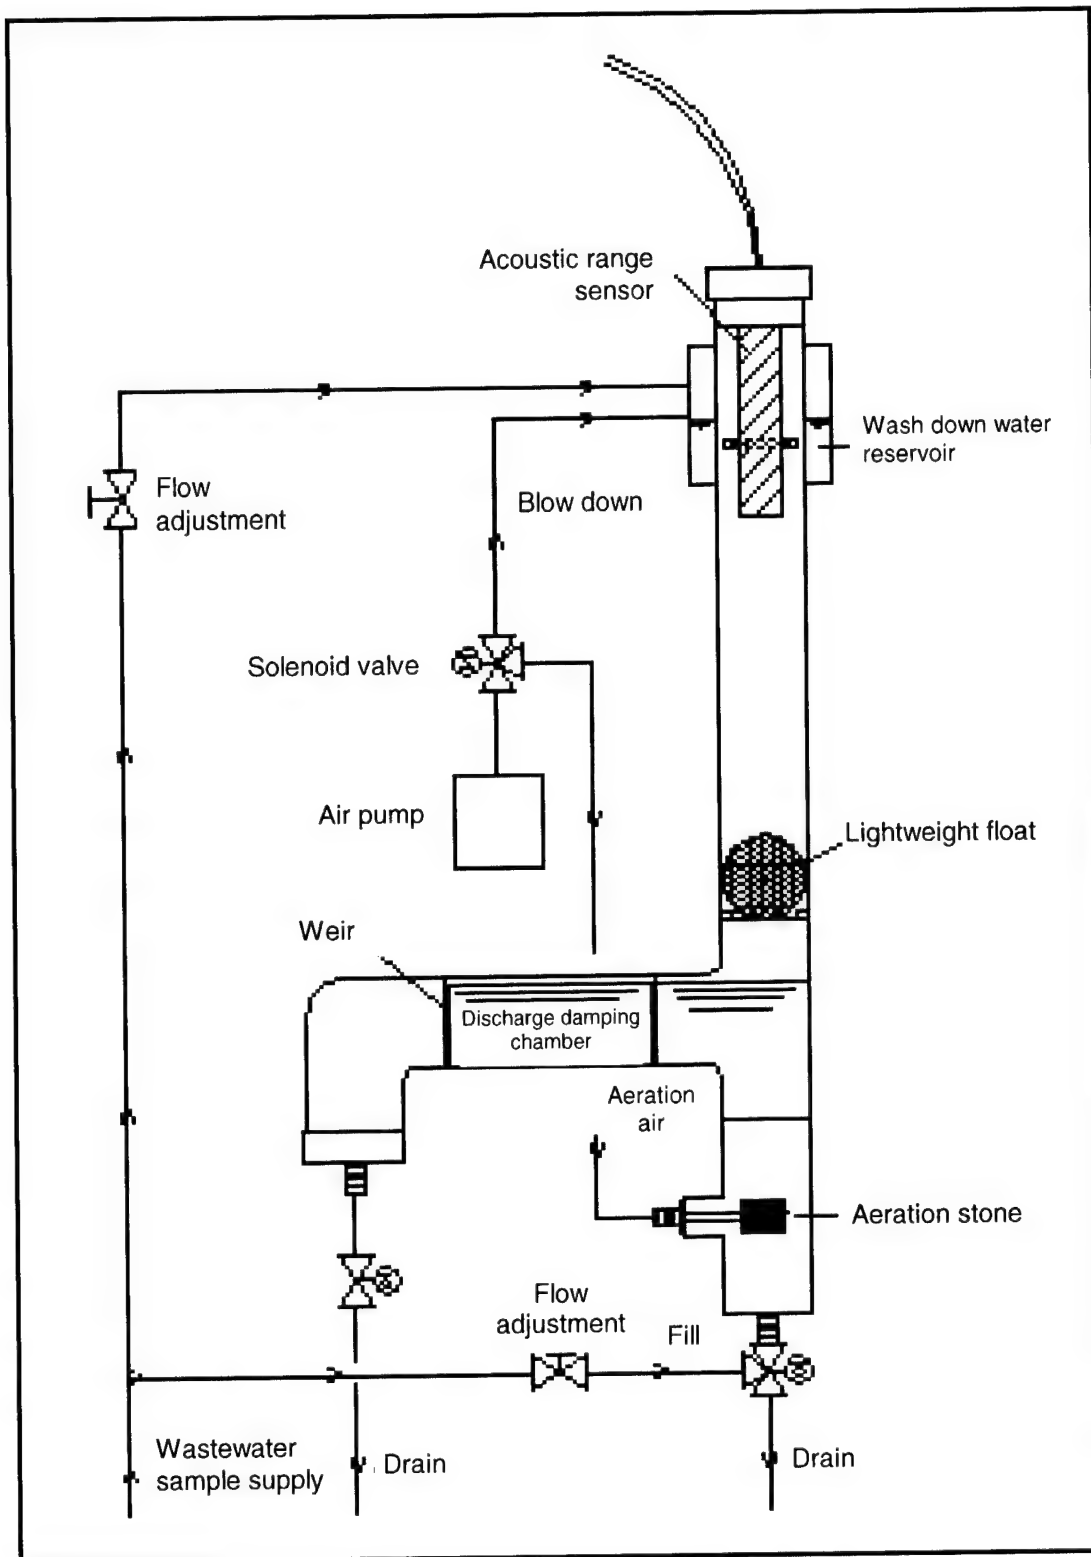 Acoustic range
sensor
Wash down water
reservoir
Flow
adjustment
Blow down
Solenoid valve
Air pump
Lightweight float
Weir
Discharge damping
chamber
Aeration
air
Aeration stone
Flow
adjustment
Fill
Wastewater
sample supply
Drain
Drain